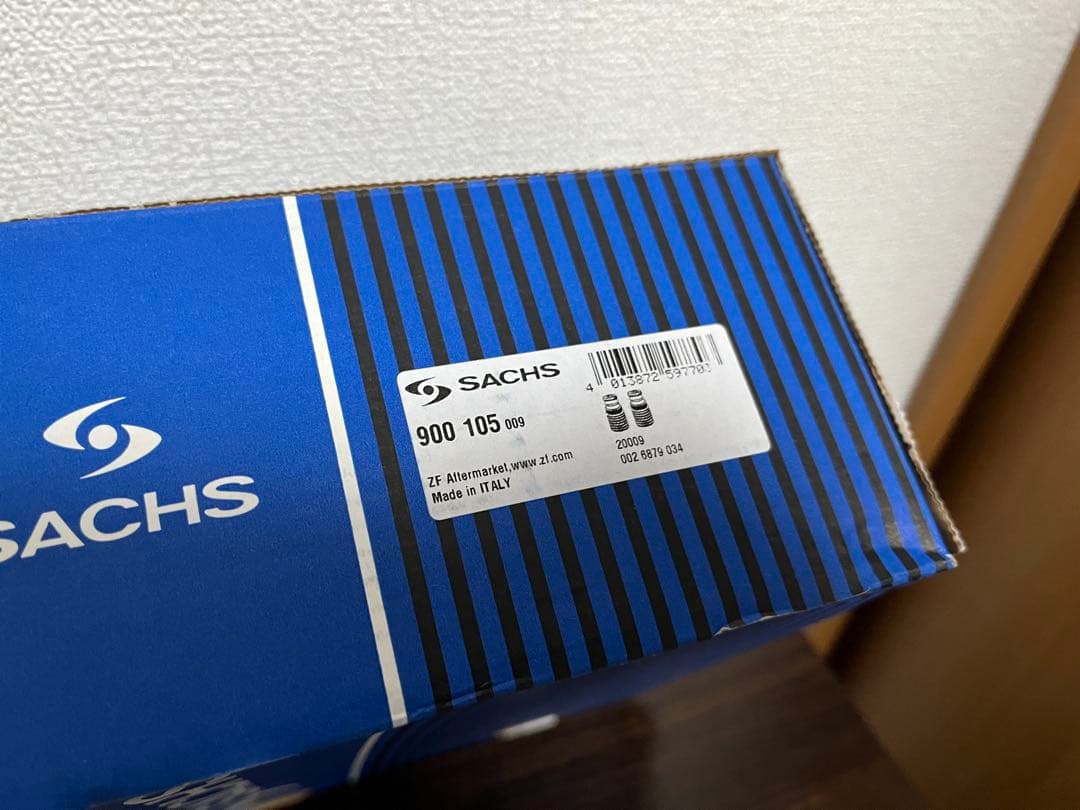 SACHS
SACHS
900 105 009
ZF Aftermarket, www.zf.com
Made in ITALY
4 013872 597703
20009
002 6879 034